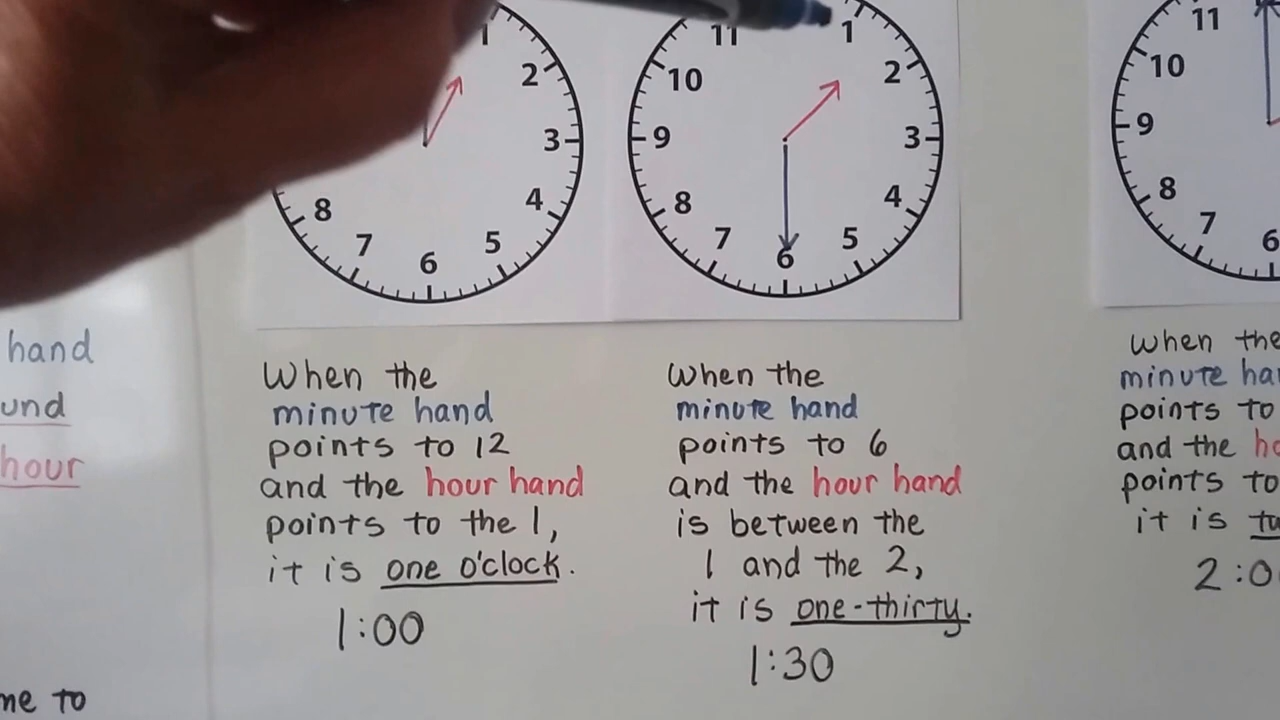 1
2
3
4
5
6
7
8
11
1
10
2
9
3
8
4
7
5
6
11
10
9
8
7
6
hand
und
hour
me to
When the
minute hand
points to 12
and the hour hand
points to the 1,
it is one o'clock.
1:00
When the
minute hand
points to 6
and the hour hand
is between the
1 and the 2,
it is one-thirty.
1:30
When the
minute ha
points to
and the ho
points to
it is tw
2:0